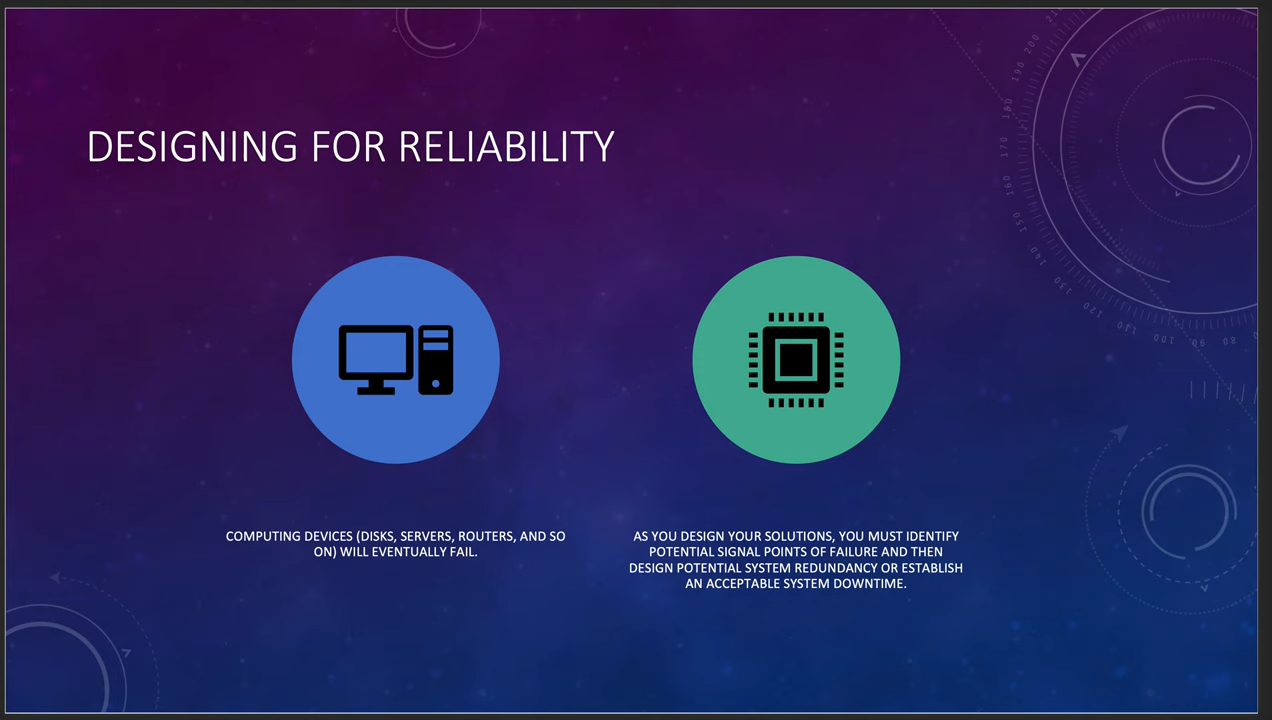 DESIGNING FOR RELIABILITY
COMPUTING DEVICES (DISKS, SERVERS, ROUTERS, AND SO
ON) WILL EVENTUALLY FAIL.
AS YOU DESIGN YOUR SOLUTIONS, YOU MUST IDENTIFY
POTENTIAL SIGNAL POINTS OF FAILURE AND THEN
DESIGN POTENTIAL SYSTEM REDUNDANCY OR ESTABLISH
AN ACCEPTABLE SYSTEM DOWNTIME.